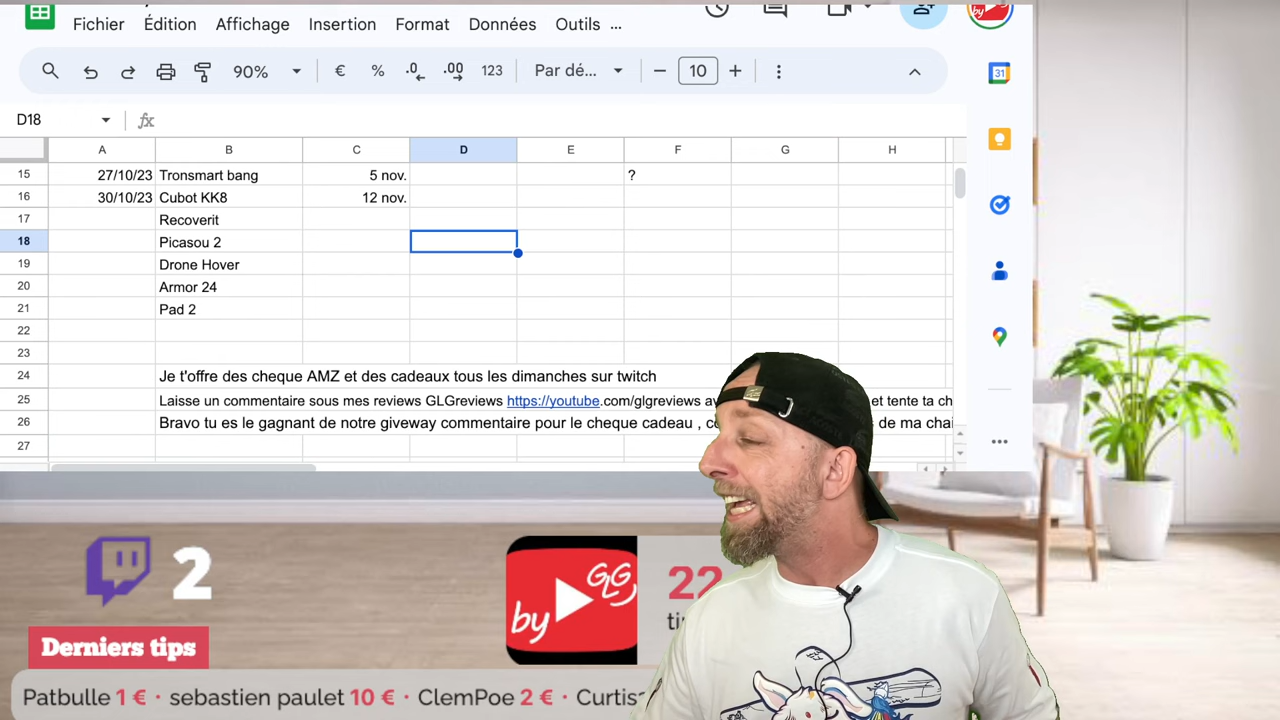 Fichier Édition Affichage Insertion Format Données Outils ...
90% € % .0 .00 123 Par dé... 10
31
D18 fx
A B C D E F G H
15 27/10/23 Tronsmart bang 5 nov. ?
16 30/10/23 Cubot KK8 12 nov.
17 Recoverit
18 Picasou 2
19 Drone Hover
20 Armor 24
21 Pad 2
22
23
24 Je t'offre des cheque AMZ et des cadeaux tous les dimanches sur twitch
25 Laisse un commentaire sous mes reviews GLGreviews https://youtube.com/glgreviews et tente ta
26 Bravo tu es le gagnant de notre giveway commentaire pour le cheque cadeau , de ma
27
by
2
by GLG
22
Derniers tips
Patbulle 1 € · sebastien paulet 10 € · ClemPoe 2 € ·